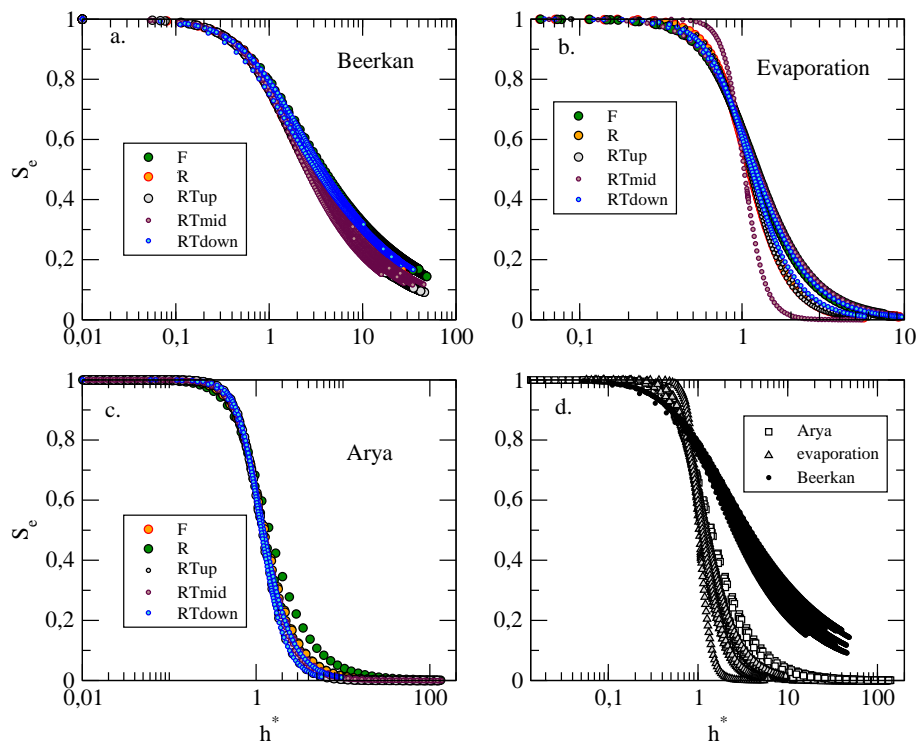 a.
Beerkan
S_e
1
0,8
0,6
0,4
0,2
0
F
R
RTup
RTmid
RTdown
0,01
0,1
1
10
100
b.
Evaporation
1
0,8
0,6
0,4
0,2
0
F
R
RTup
RTmid
RTdown
0,1
1
10
c.
Arya
S_e
1
0,8
0,6
0,4
0,2
0
F
R
RTup
RTmid
RTdown
0,01
1
100
h*
d.
1
0,8
0,6
0,4
0,2
0
Arya
evaporation
Beerkan
0,1
1
10
100
h*